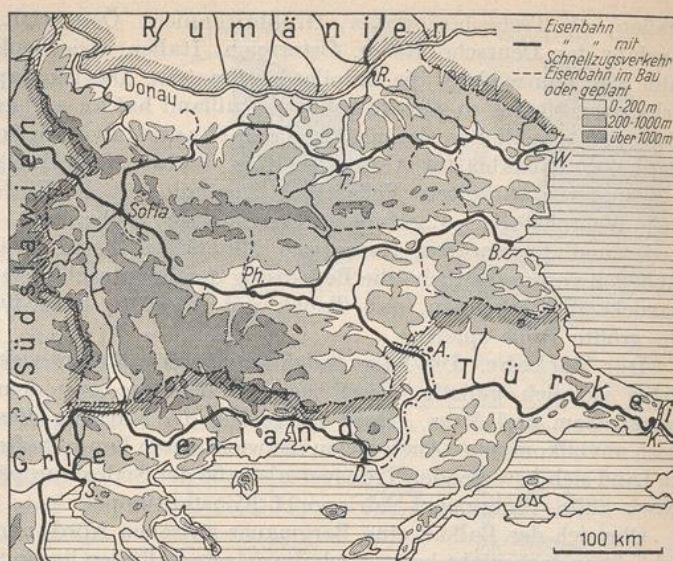 Rumänien
Eisenbahn
" " mit
Schnellzugsverkehr
Eisenbahn im Bau
oder geplant
0-200 m
200-1000 m
über 1000 m
Donau
R.
W.
T.
Südslavien
Sofia
B.
Ph.
A.
Türkei
K.
Griechenland
D.
S.
100 km